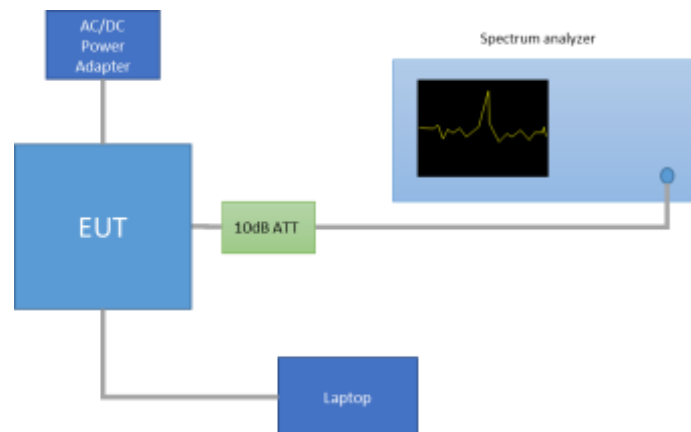 AC/DC
Power
Adapter
Spectrum analyzer
EUT
10dB ATT
Laptop